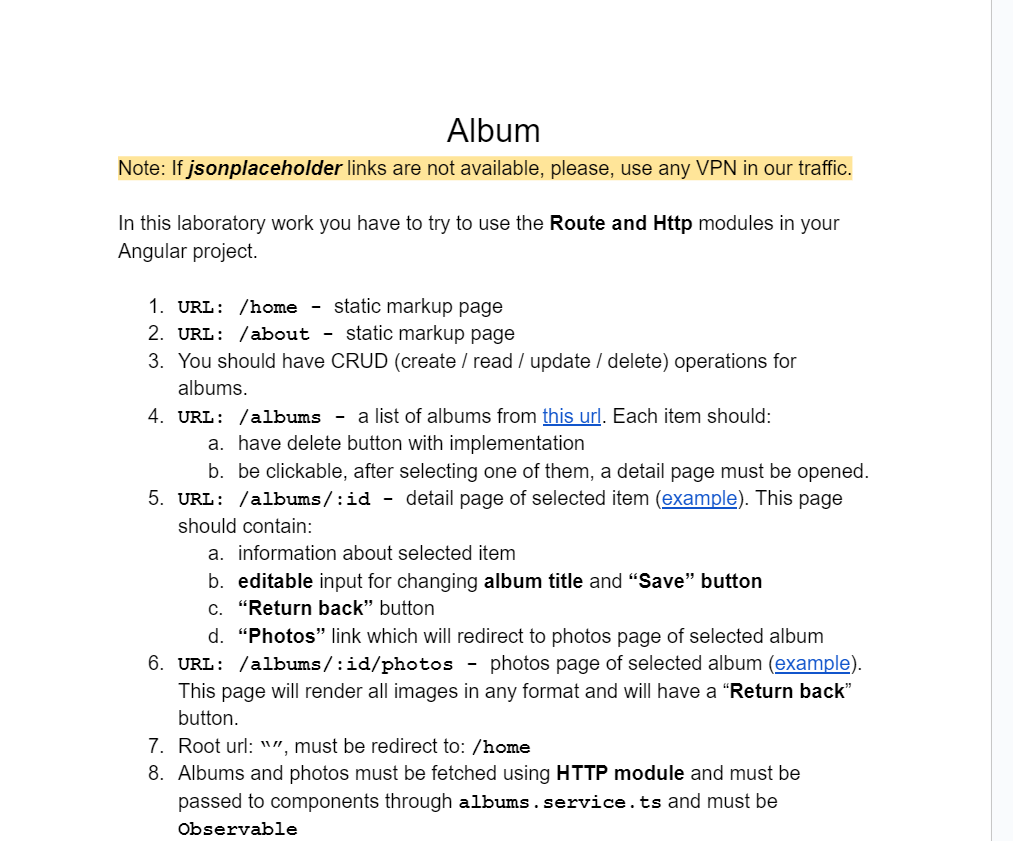 Album
Note: If jsonplaceholder links are not available, please, use any VPN in our traffic.
In this laboratory work you have to try to use the Route and Http modules in your
Angular project.
1. URL: /home - static markup page
2. URL: /about - static markup page
3. You should have CRUD (create / read / update / delete) operations for
albums.
4. URL: /albums - a list of albums from this url. Each item should:
a. have delete button with implementation
b. be clickable, after selecting one of them, a detail page must be opened.
5. URL: /albums/:id - detail page of selected item (example). This page
should contain:
a. information about selected item
b. editable input for changing album title and “Save” button
c. “Return back” button
d. “Photos” link which will redirect to photos page of selected album
6. URL: /albums/:id/photos - photos page of selected album (example).
This page will render all images in any format and will have a “Return back”
button.
7. Root url: “”, must be redirect to: /home
8. Albums and photos must be fetched using HTTP module and must be
passed to components through albums.service.ts and must be
Observable